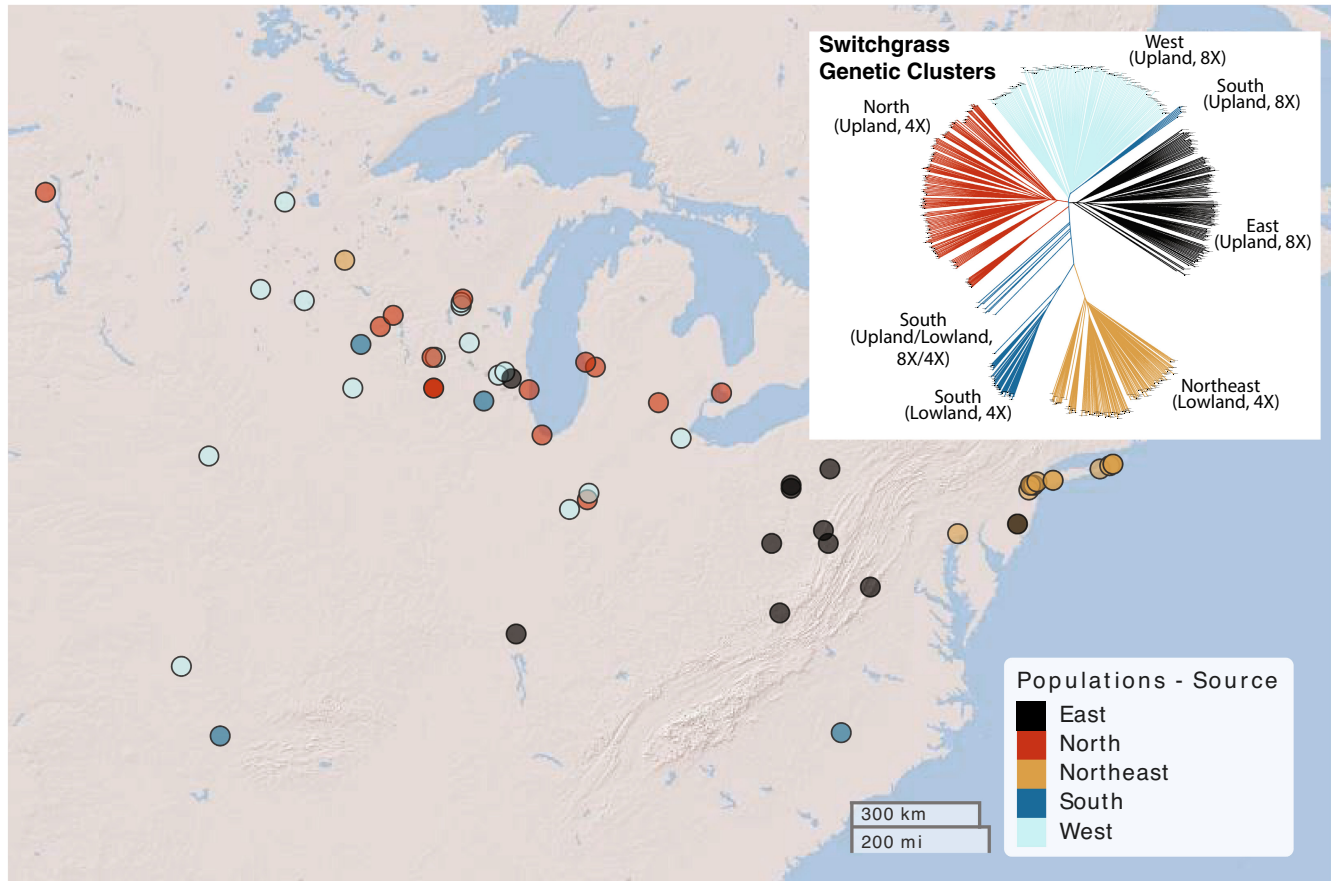 Switchgrass
Genetic Clusters
West
(Upland, 8X)
South
(Upland, 8X)
North
(Upland, 4X)
East
(Upland, 8X)
South
(Upland/Lowland,
8X/4X)
South
(Lowland, 4X)
Northeast
(Lowland, 4X)
Populations - Source
East
North
Northeast
South
West
300 km
200 mi